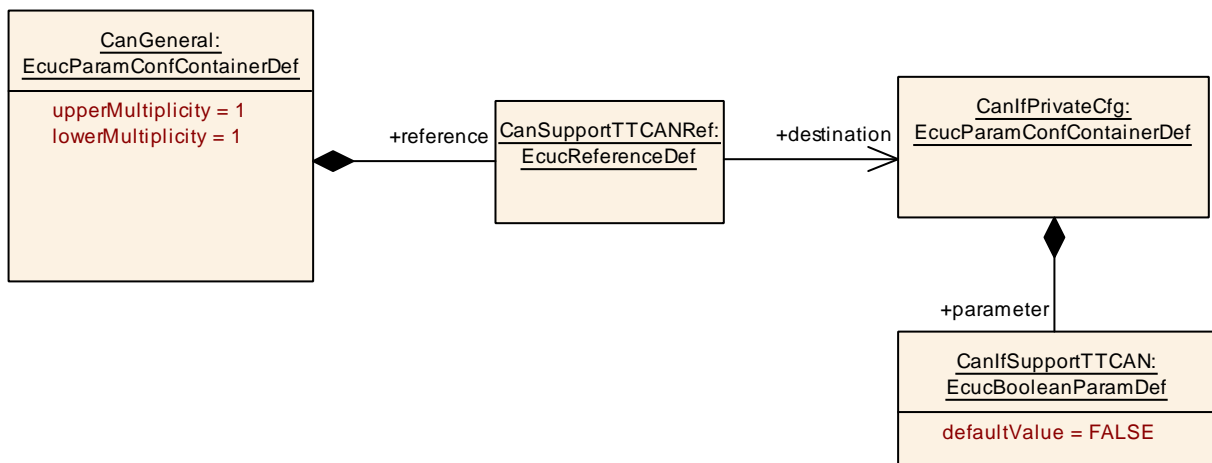 CanGeneral:
EcucParamConfContainerDef
upperMultiplicity = 1
lowerMultiplicity = 1
+reference
CanSupportTTCANRef:
EcucReferenceDef
+destination
CanIfPrivateCfg:
EcucParamConfContainerDef
+parameter
CanIfSupportTTCAN:
EcucBooleanParamDef
defaultValue = FALSE